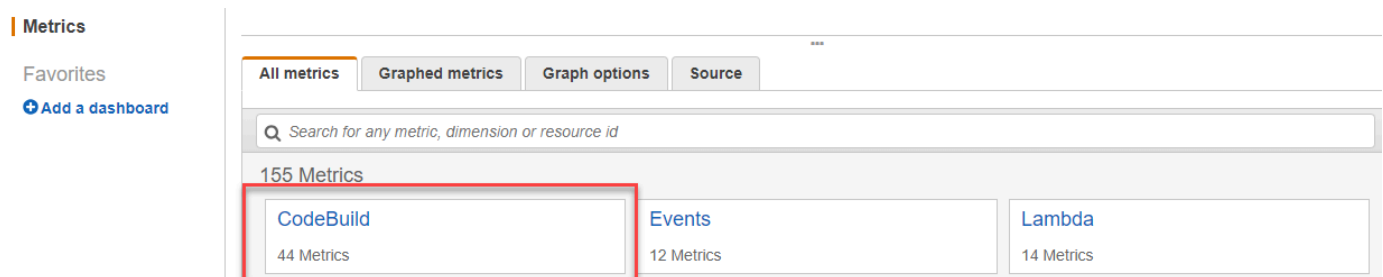 Metrics
Favorites
Add a dashboard
All metrics Graphed metrics Graph options Source
Search for any metric, dimension or resource id
155 Metrics
CodeBuild Events Lambda
44 Metrics 12 Metrics 14 Metrics